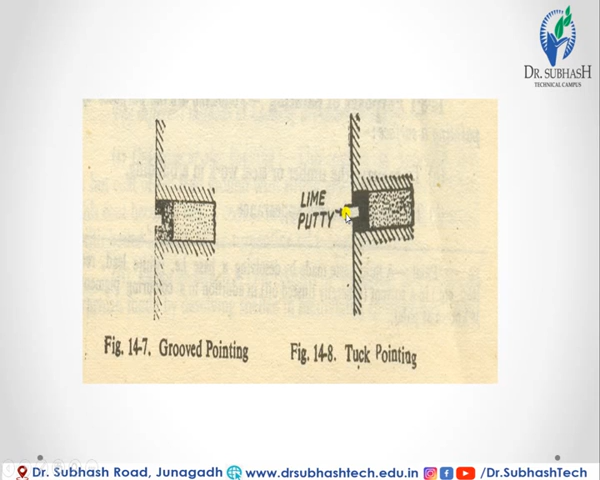 DR. SUBHASH
TECHNICAL CAMPUS
LIME
PUTTY
Fig. 14-7. Grooved Pointing
Fig. 14-8. Tuck Pointing
Dr. Subhash Road, Junagadh
www.drsubhashtech.edu.in
/Dr.SubhashTech